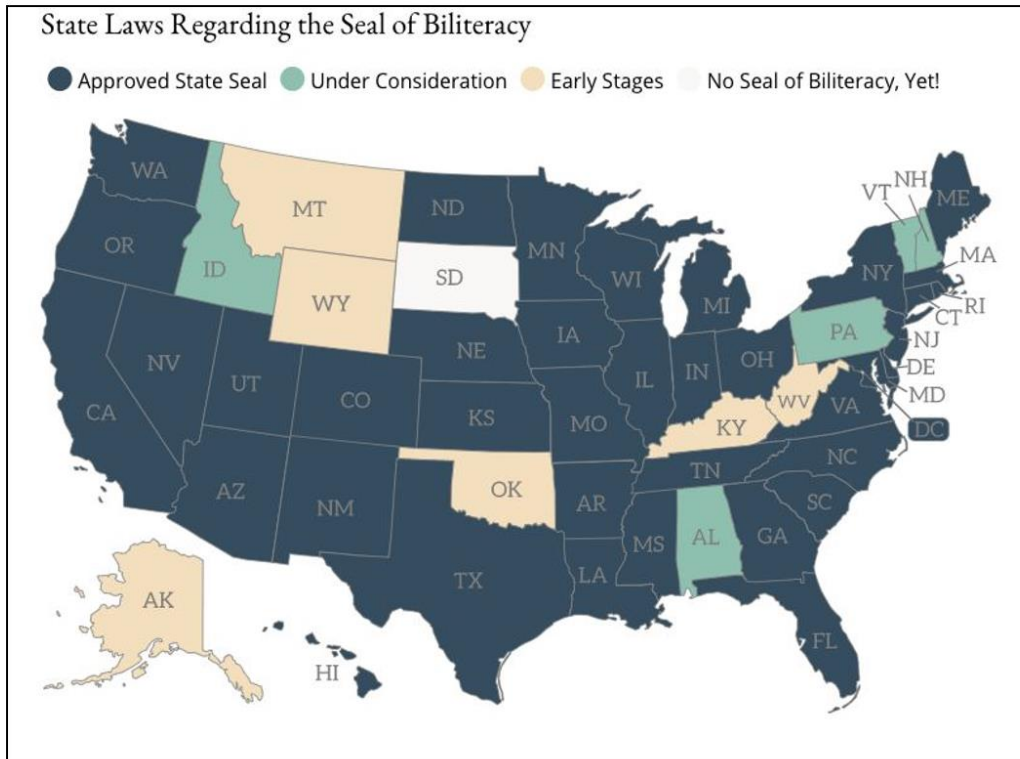 State Laws Regarding the Seal of Biliteracy
Approved State Seal Under Consideration Early Stages No Seal of Biliteracy, Yet!
WA
MT
ND
MN
VT
NH
ME
OR
ID
SD
WI
MI
NY
MA
RI
CT
WY
NV
UT
NE
IA
PA
NJ
DE
MD
DC
CA
CO
KS
MO
IL
IN
OH
WV
VA
KY
AZ
NM
OK
AR
TN
NC
SC
TX
LA
MS
AL
GA
FL
AK
HI